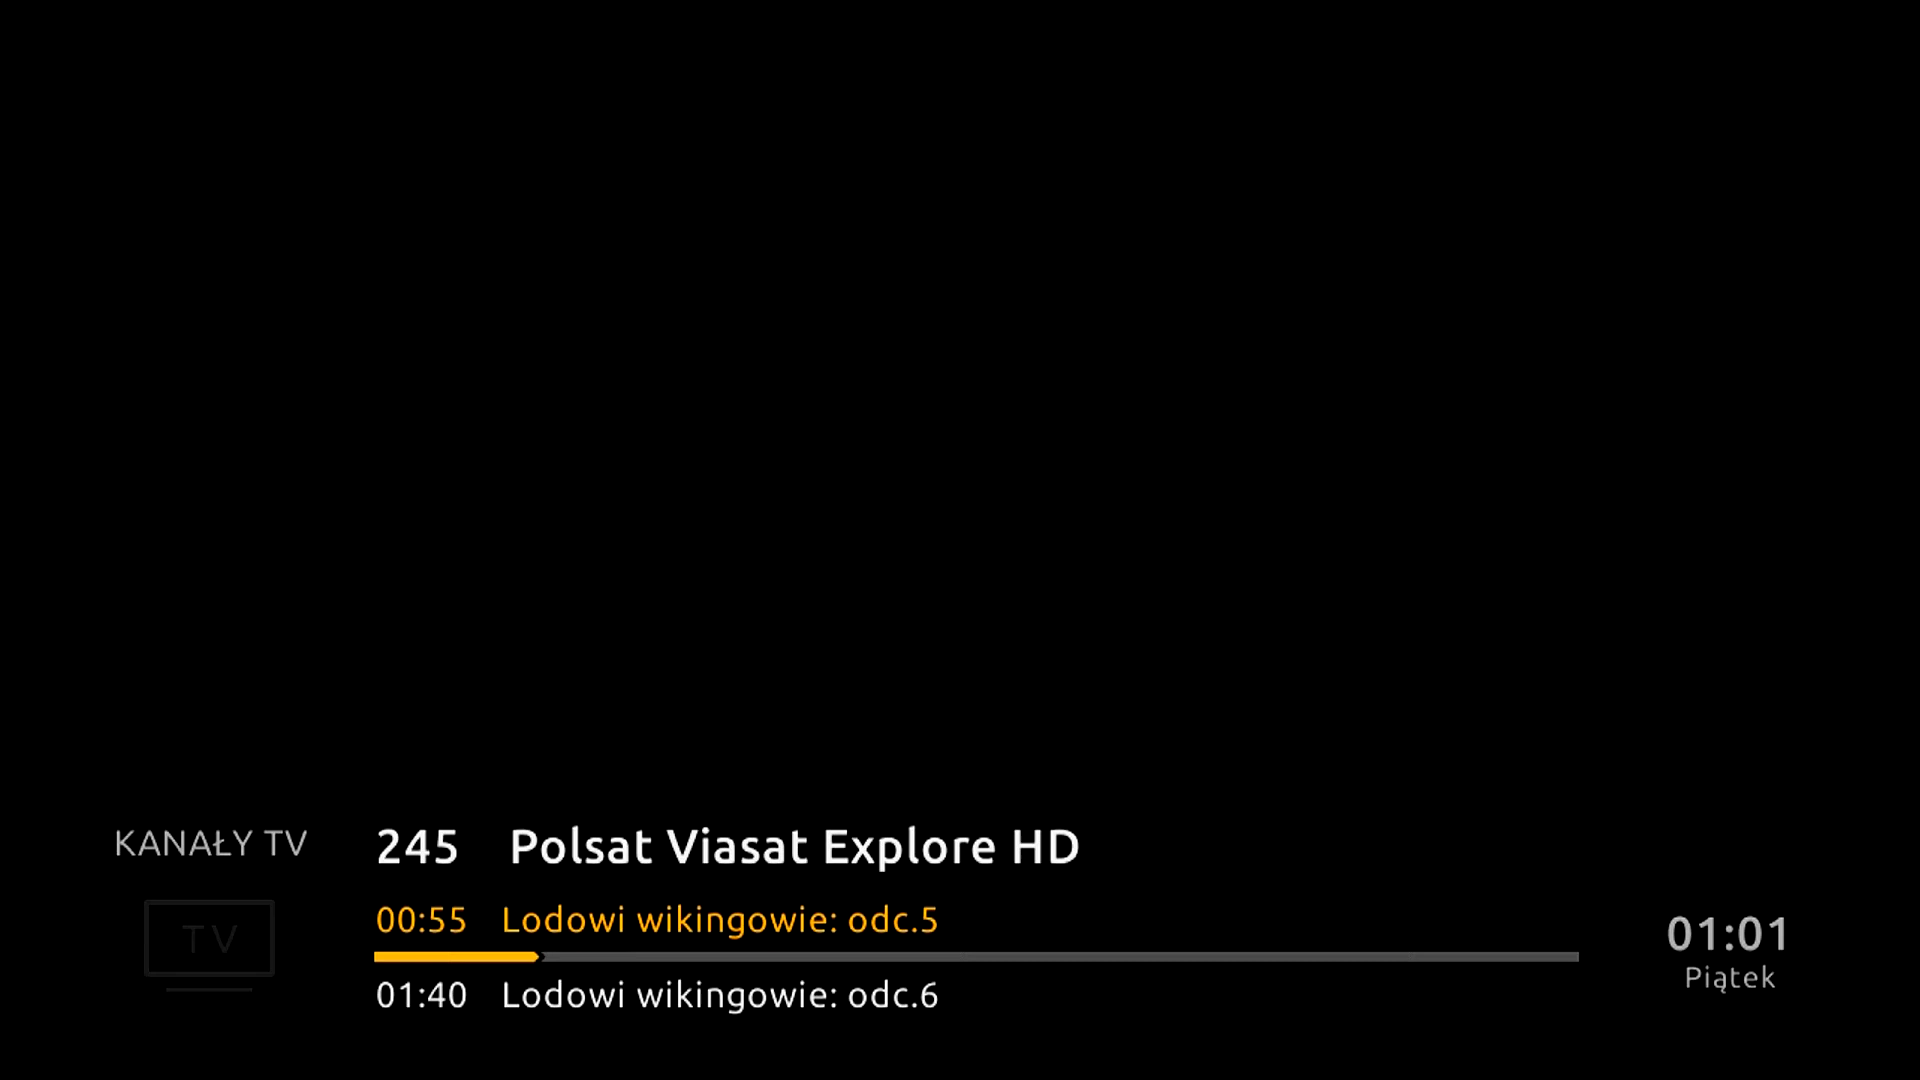 KANAŁY TV
245 Polsat Viasat Explore HD
TV
00:55 Lodowi wikingowie: odc.5
01:40 Lodowi wikingowie: odc.6
01:01
Piątek